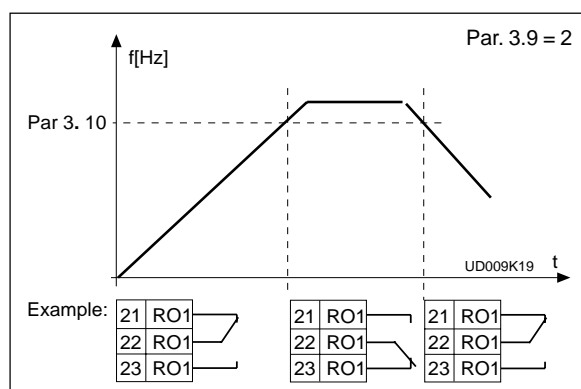 Par. 3.9 = 2
f[Hz]
Par 3. 10
UD009K19
t
Example:
21 RO1
22 RO1
23 RO1
21 RO1
22 RO1
23 RO1
21 RO1
22 RO1
23 RO1